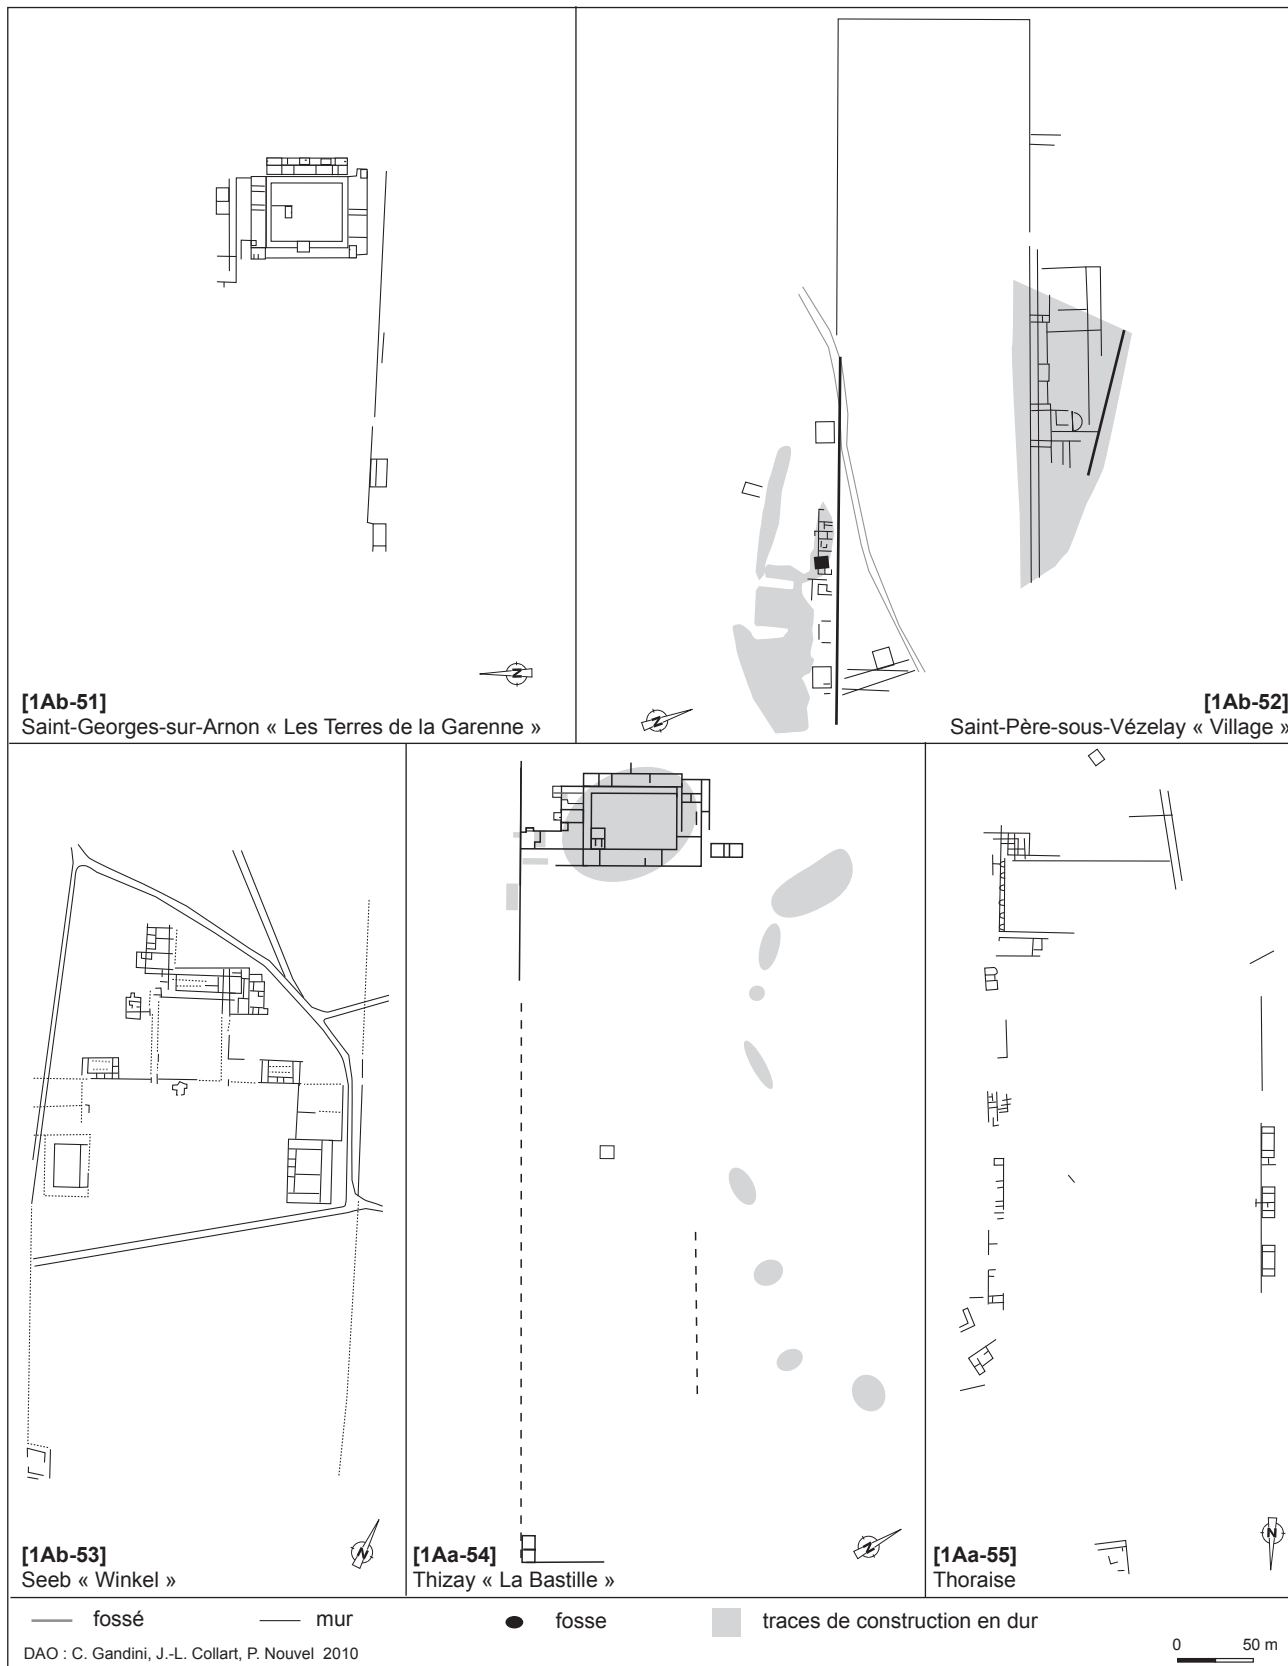 [1Ab-51]
Saint-Georges-sur-Arnon « Les Terres de la Garenne »
N
[1Ab-52]
Saint-Père-sous-Vézelay « Village »
N
[1Ab-53]
Seeb « Winkel »
N
[1Aa-54]
Thizay « La Bastille »
N
[1Aa-55]
Thoraise
N
fossé mur fosse traces de construction en dur
DAO : C. Gandini, J.-L. Collart, P. Nouvel 2010
0 50 m